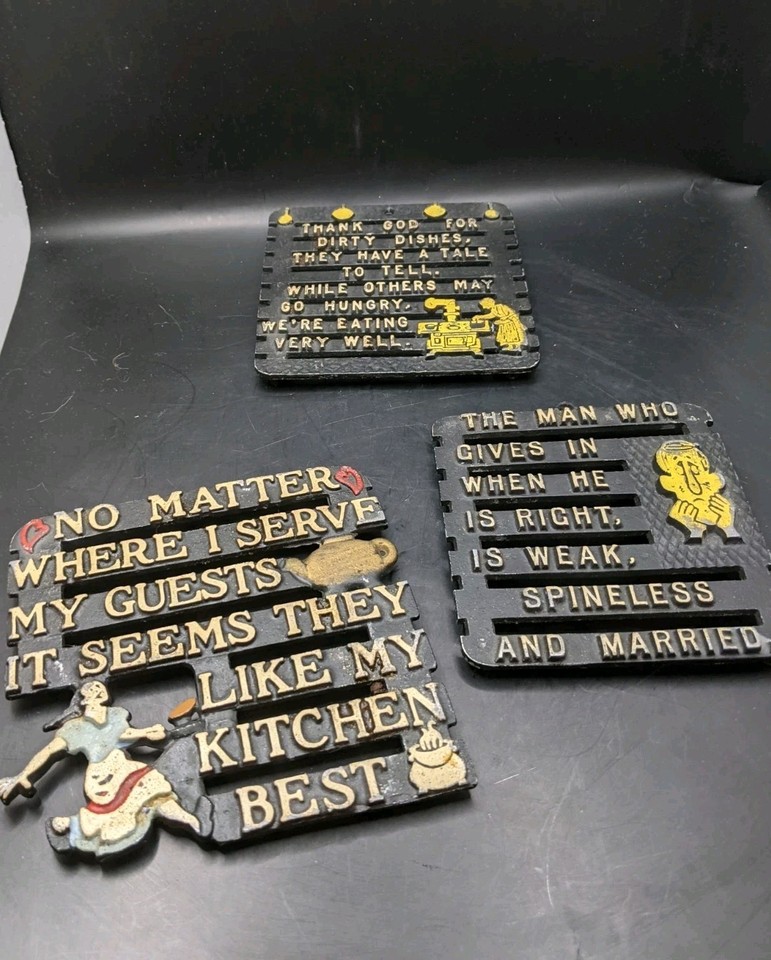 THANK GOD FOR
DIRTY DISHES,
THEY HAVE A TALE
TO TELL.
WHILE OTHERS MAY
GO HUNGRY,
WE'RE EATING
VERY WELL.
THE MAN WHO
GIVES IN
WHEN HE
IS RIGHT,
IS WEAK,
SPINELESS
AND MARRIED
NO MATTER
WHERE I SERVE
MY GUESTS
IT SEEMS THEY
LIKE MY
KITCHEN
BEST